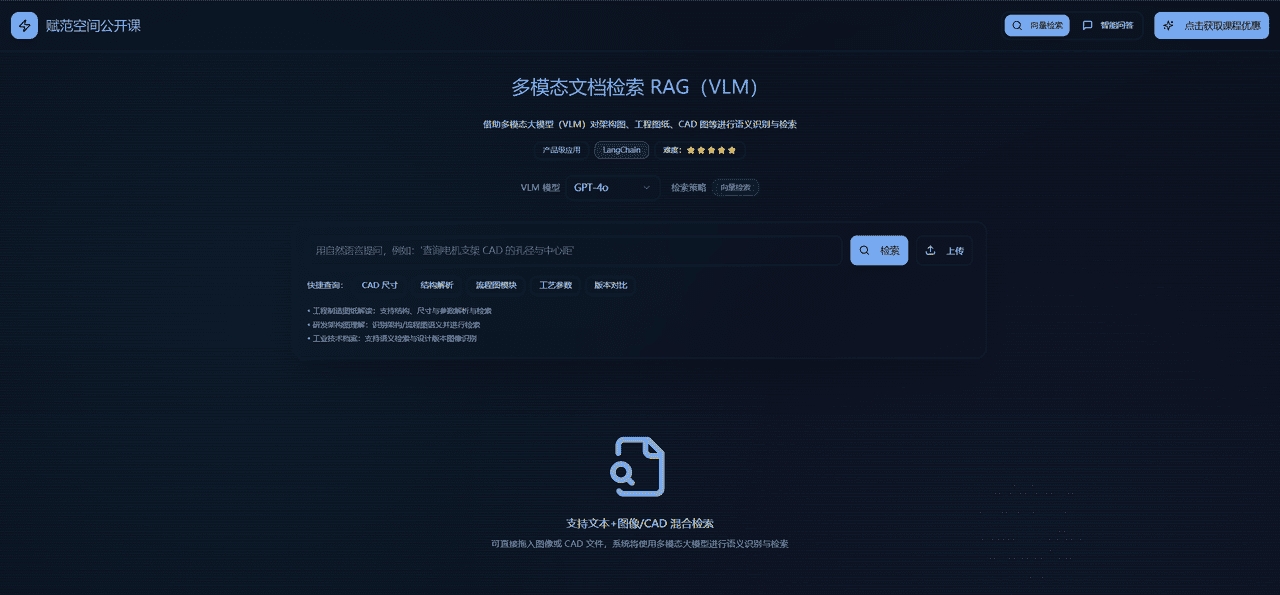 赋范空间公开课
向量检索 智能问答 点击获取课程优惠
多模态文档检索 RAG（VLM）
借助多模态大模型（VLM）对架构图、工程图纸、CAD 图等进行语义识别与检索
产品级应用 LangChain 难度：★★★★★
VLM 模型 GPT-4o 检索策略 向量检索
用自然语言提问，例如：“查询电机支架 CAD 的孔径与中心距”
检索 上传
快捷查询： CAD 尺寸 结构解析 流程图模块 工艺参数 版本对比
• 工程制造图纸解读：支持结构、尺寸与参数解析与检索
• 研发架构图理解：识别架构/流程图语义并进行检索
• 工业技术档案：支持语义检索与设计版本图像识别
支持文本+图像/CAD 混合检索
可直接拖入图像或 CAD 文件，系统将使用多模态大模型进行语义识别与检索